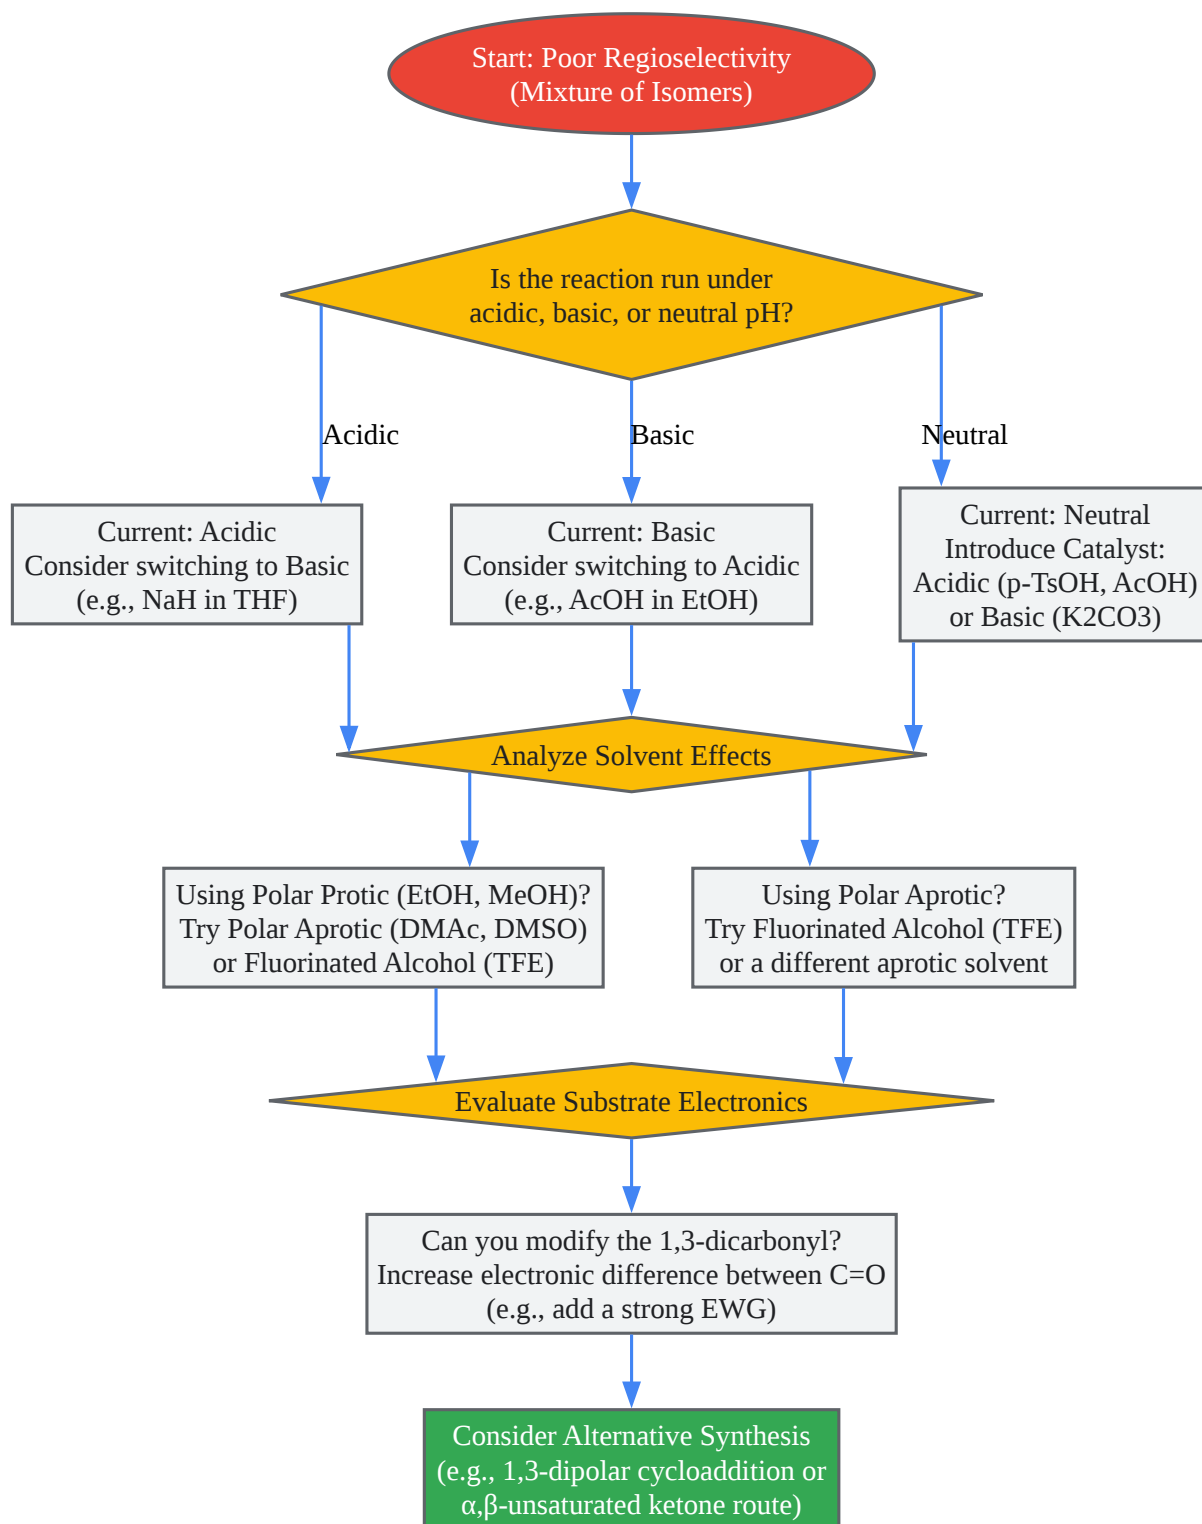 Start: Poor Regioselectivity
(Mixture of Isomers)
Is the reaction run under
acidic, basic, or neutral pH?
Acidic
Basic
Neutral
Current: Acidic
Consider switching to Basic
(e.g., NaH in THF)
Current: Basic
Consider switching to Acidic
(e.g., AcOH in EtOH)
Current: Neutral
Introduce Catalyst:
Acidic (p-TsOH, AcOH)
or Basic (K2CO3)
Analyze Solvent Effects
Using Polar Protic (EtOH, MeOH)?
Try Polar Aprotic (DMAc, DMSO)
or Fluorinated Alcohol (TFE)
Using Polar Aprotic?
Try Fluorinated Alcohol (TFE)
or a different aprotic solvent
Evaluate Substrate Electronics
Can you modify the 1,3-dicarbonyl?
Increase electronic difference between C=O
(e.g., add a strong EWG)
Consider Alternative Synthesis
(e.g., 1,3-dipolar cycloaddition or
α,β-unsaturated ketone route)